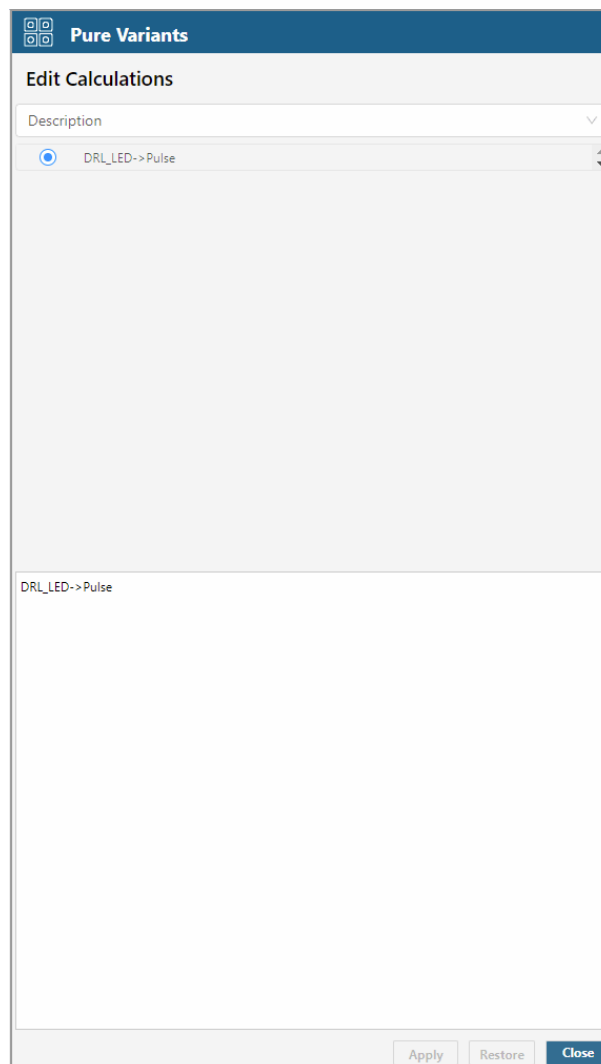 Pure Variants
Edit Calculations
Description
DRL_LED->Pulse
DRL_LED->Pulse
Apply
Restore
Close